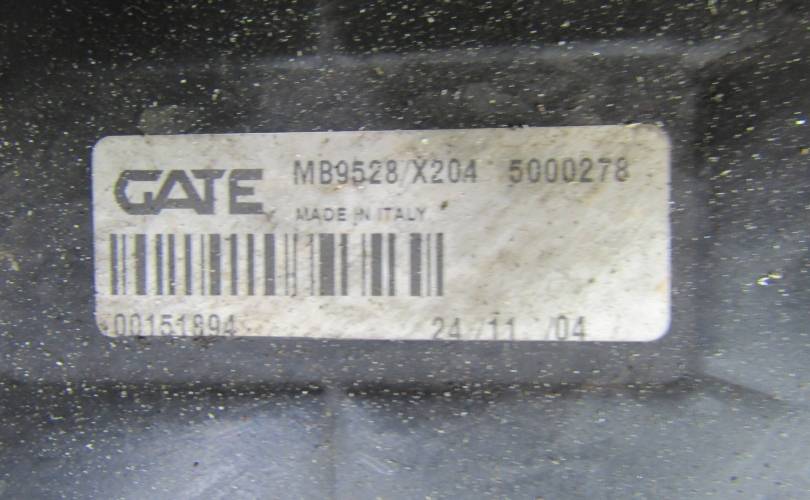 GATE MB9528/X204 5000278
MADE IN ITALY
00151894 24/11/04